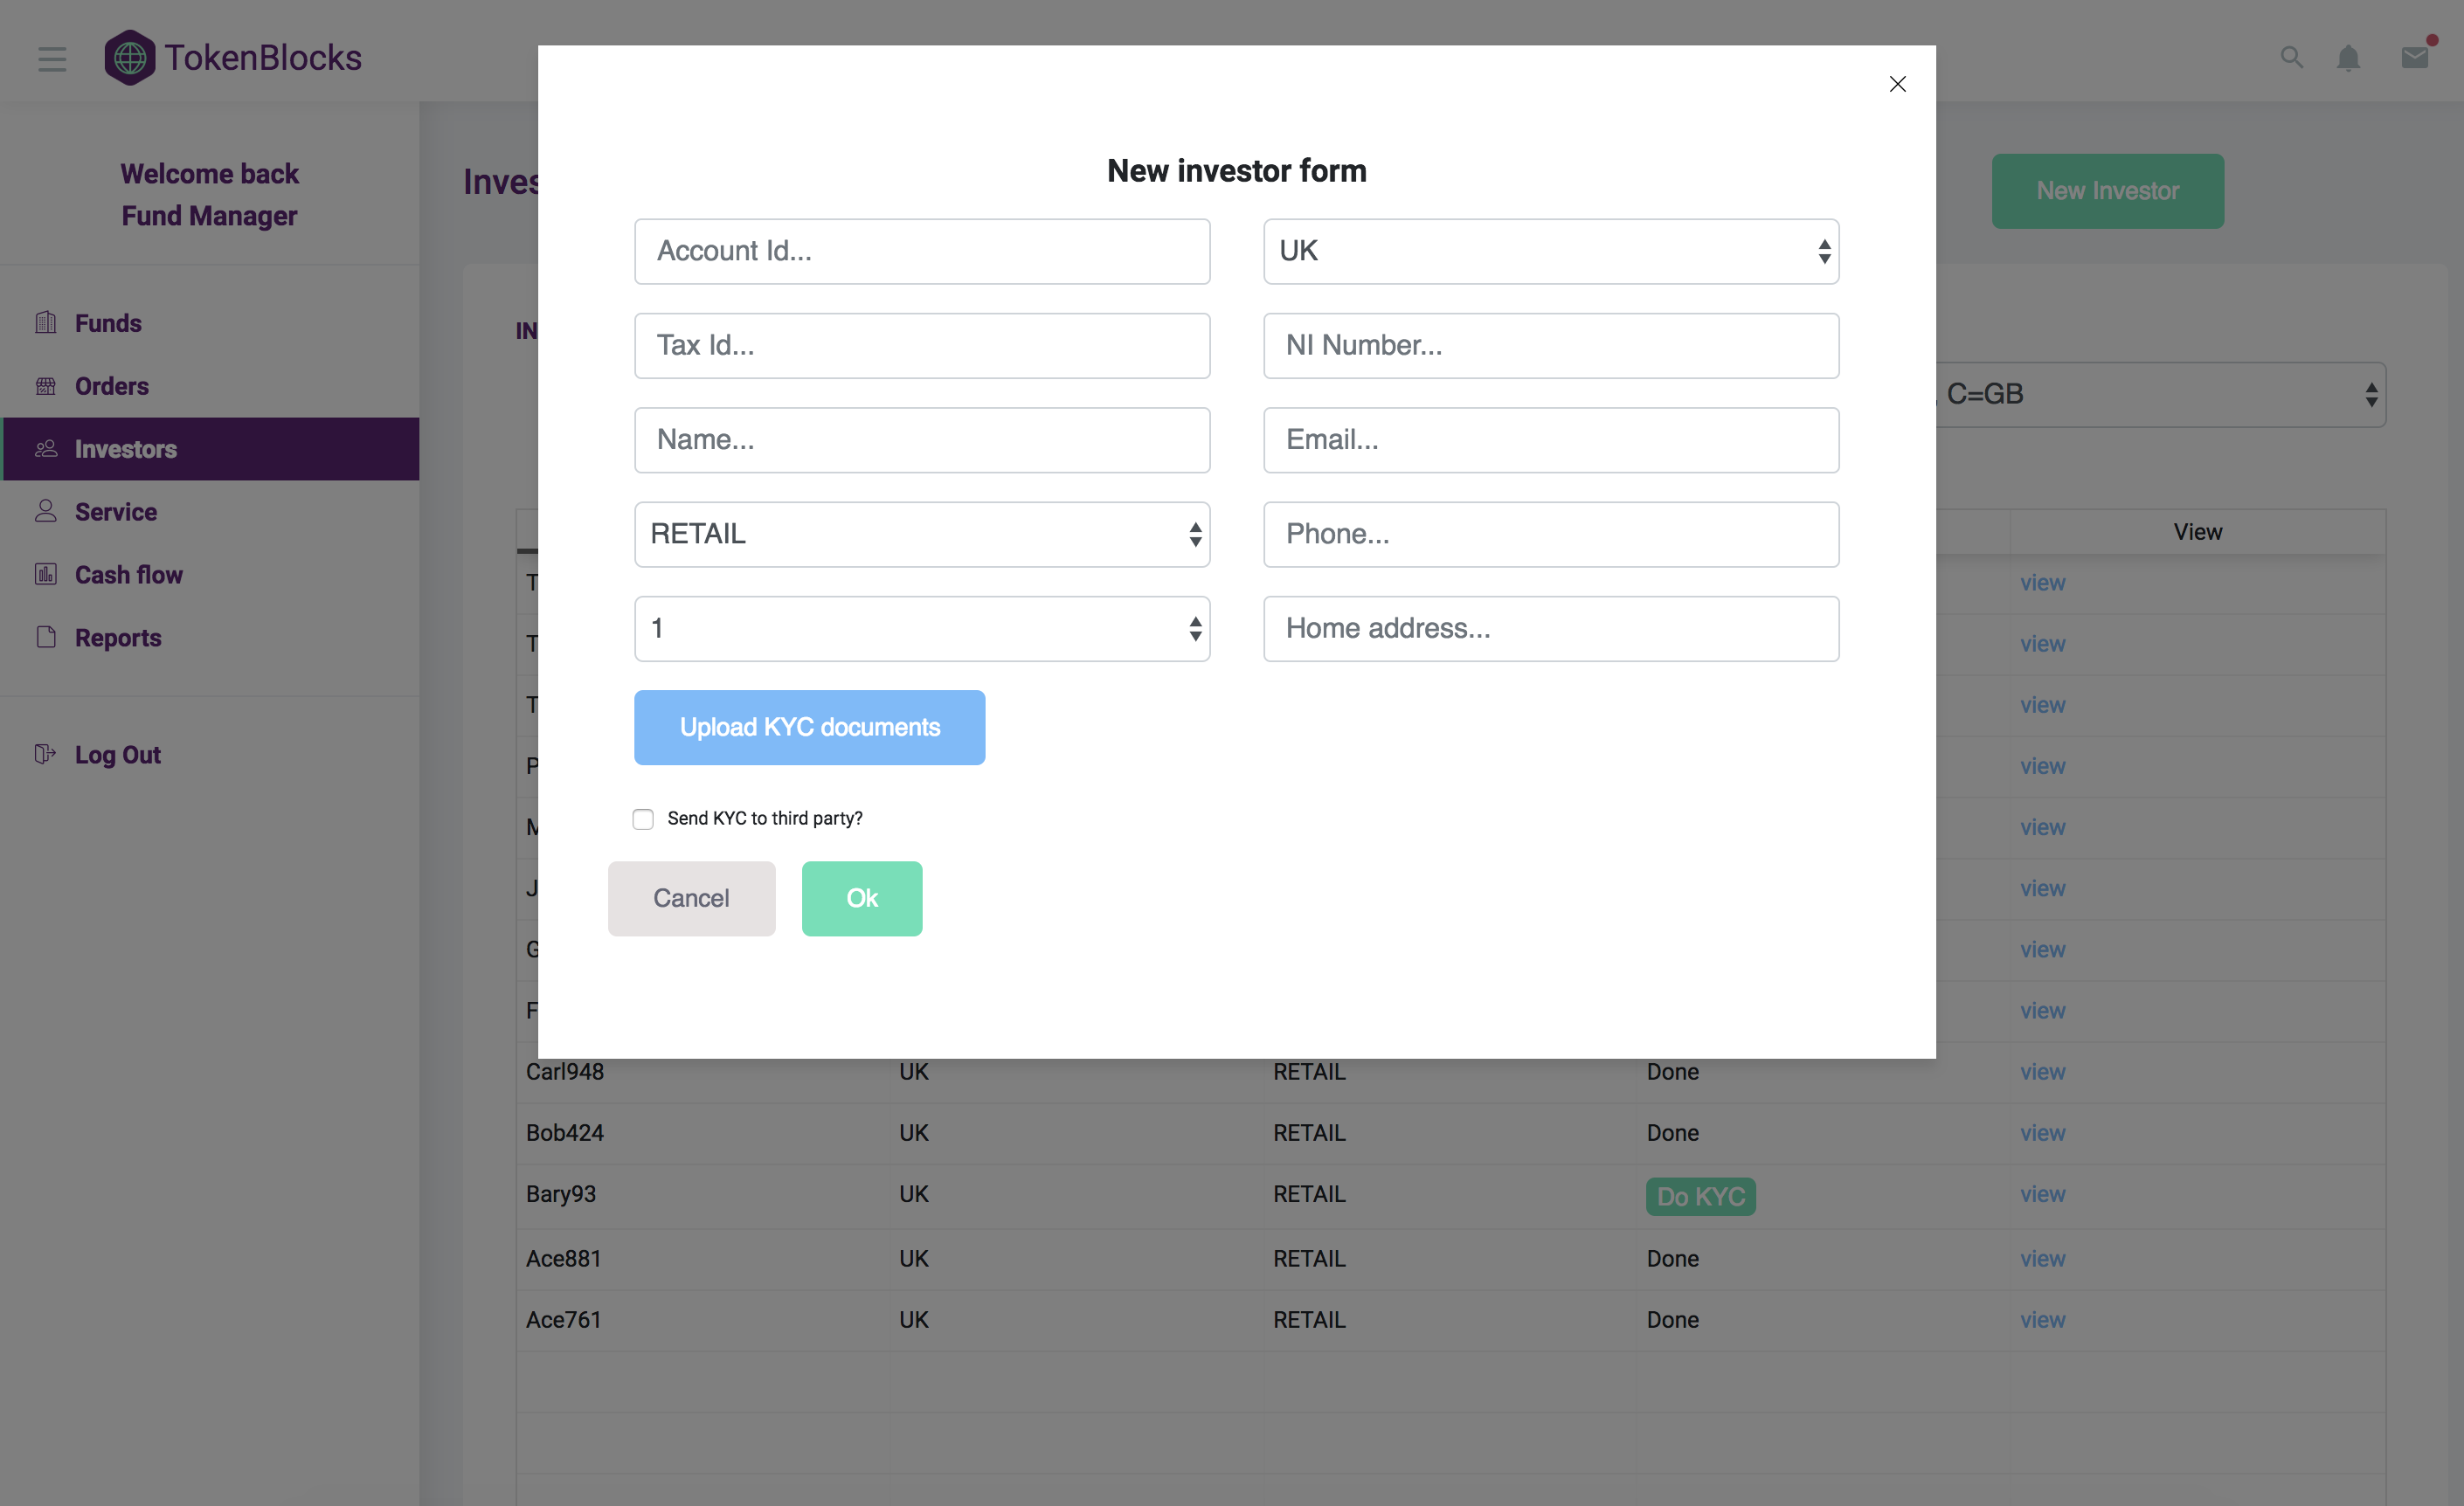 TokenBlocks
Welcome back
Fund Manager
Funds
Orders
Investors
Service
Cash flow
Reports
Log Out
New Investor
C=GB
New investor form
Account Id...
UK
Tax Id...
NI Number...
Name...
Email...
RETAIL
Phone...
1
Home address...
Upload KYC documents
Send KYC to third party?
Cancel
Ok
View
view
view
view
view
view
view
view
view
Carl948 UK RETAIL Done view
Bob424 UK RETAIL Done view
Bary93 UK RETAIL Do KYC view
Ace881 UK RETAIL Done view
Ace761 UK RETAIL Done view